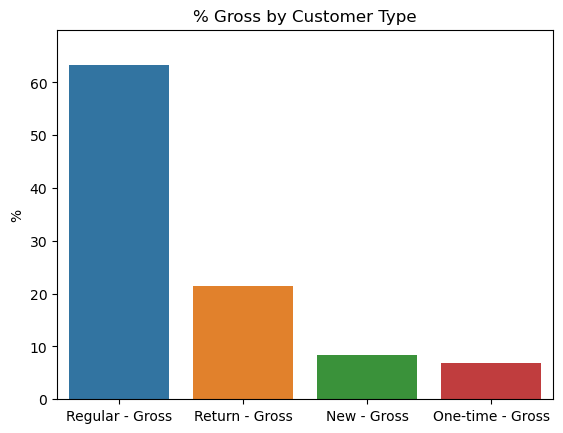 % Gross by Customer Type
60
50
40
30
20
10
0
%
Regular - Gross
Return - Gross
New - Gross
One-time - Gross